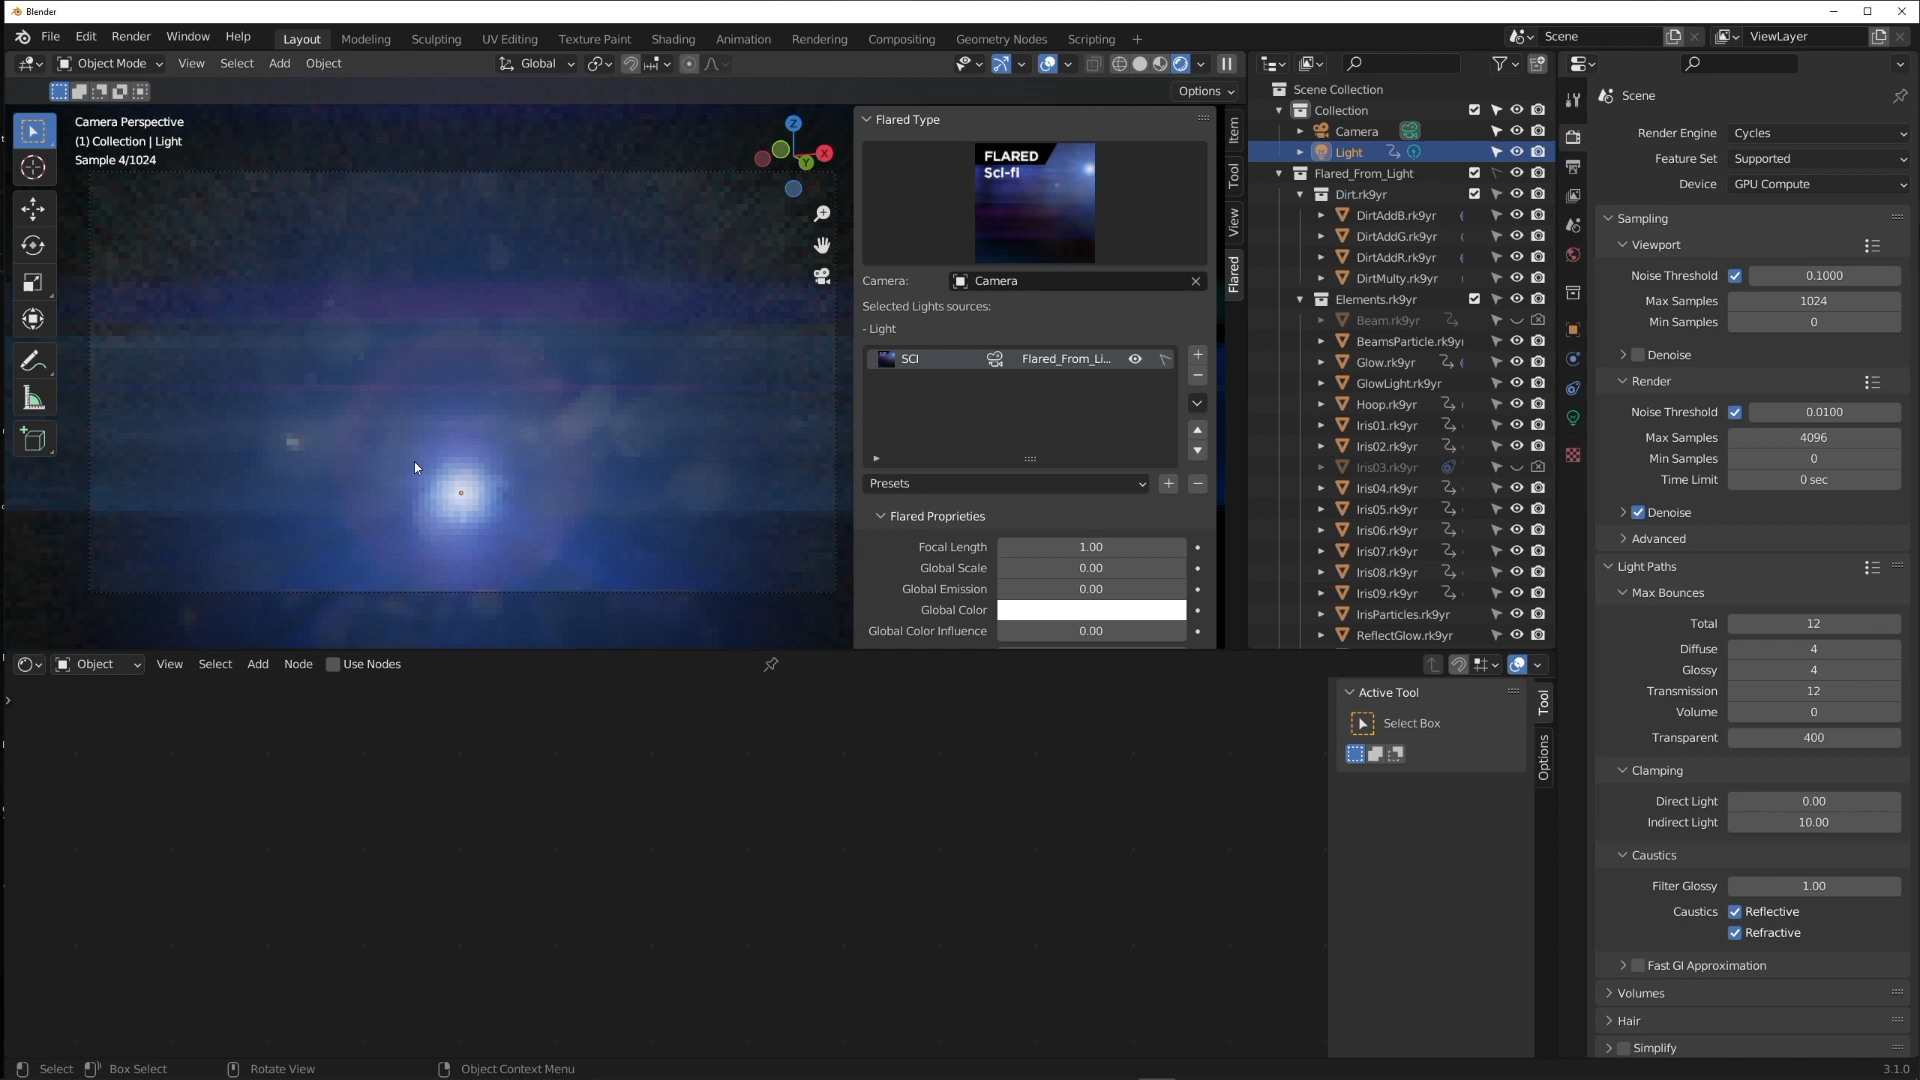 Blender
File Edit Render Window Help Layout Modeling Sculpting UV Editing Texture Paint Shading Animation Rendering Compositing Geometry Nodes Scripting + Scene ViewLayer
Object Mode View Select Add Object Global
Options
Camera Perspective
(1) Collection | Light
Sample 4/1024
Z
X
Y
Flared Type
FLARED
Sci-fi
Camera: Camera
Selected Lights sources:
- Light
SCI Flared_From_Li...
Presets
Flared Proprieties
Focal Length 1.00
Global Scale 0.00
Global Emission 0.00
Global Color
Global Color Influence 0.00
Item
Tool
View
Flared
Scene Collection
Collection
Camera
Light
Flared_From_Light
Dirt.rk9yr
DirtAddB.rk9yr
DirtAddG.rk9yr
DirtAddR.rk9yr
DirtMulty.rk9yr
Elements.rk9yr
Beam.rk9yr
BeamsParticle.rk9yr
Glow.rk9yr
GlowLight.rk9yr
Hoop.rk9yr
Iris01.rk9yr
Iris02.rk9yr
Iris03.rk9yr
Iris04.rk9yr
Iris05.rk9yr
Iris06.rk9yr
Iris07.rk9yr
Iris08.rk9yr
Iris09.rk9yr
IrisParticles.rk9yr
ReflectGlow.rk9yr
Scene
Render Engine Cycles
Feature Set Supported
Device GPU Compute
Sampling
Viewport
Noise Threshold 0.1000
Max Samples 1024
Min Samples 0
Denoise
Render
Noise Threshold 0.0100
Max Samples 4096
Min Samples 0
Time Limit 0 sec
Denoise
Advanced
Light Paths
Max Bounces
Total 12
Diffuse 4
Glossy 4
Transmission 12
Volume 0
Transparent 400
Clamping
Direct Light 0.00
Indirect Light 10.00
Caustics
Filter Glossy 1.00
Caustics Reflective
Refractive
Fast GI Approximation
Volumes
Hair
Simplify
Object View Select Add Node Use Nodes
Active Tool
Select Box
Tool
Options
Select Box Select Rotate View Object Context Menu 3.1.0